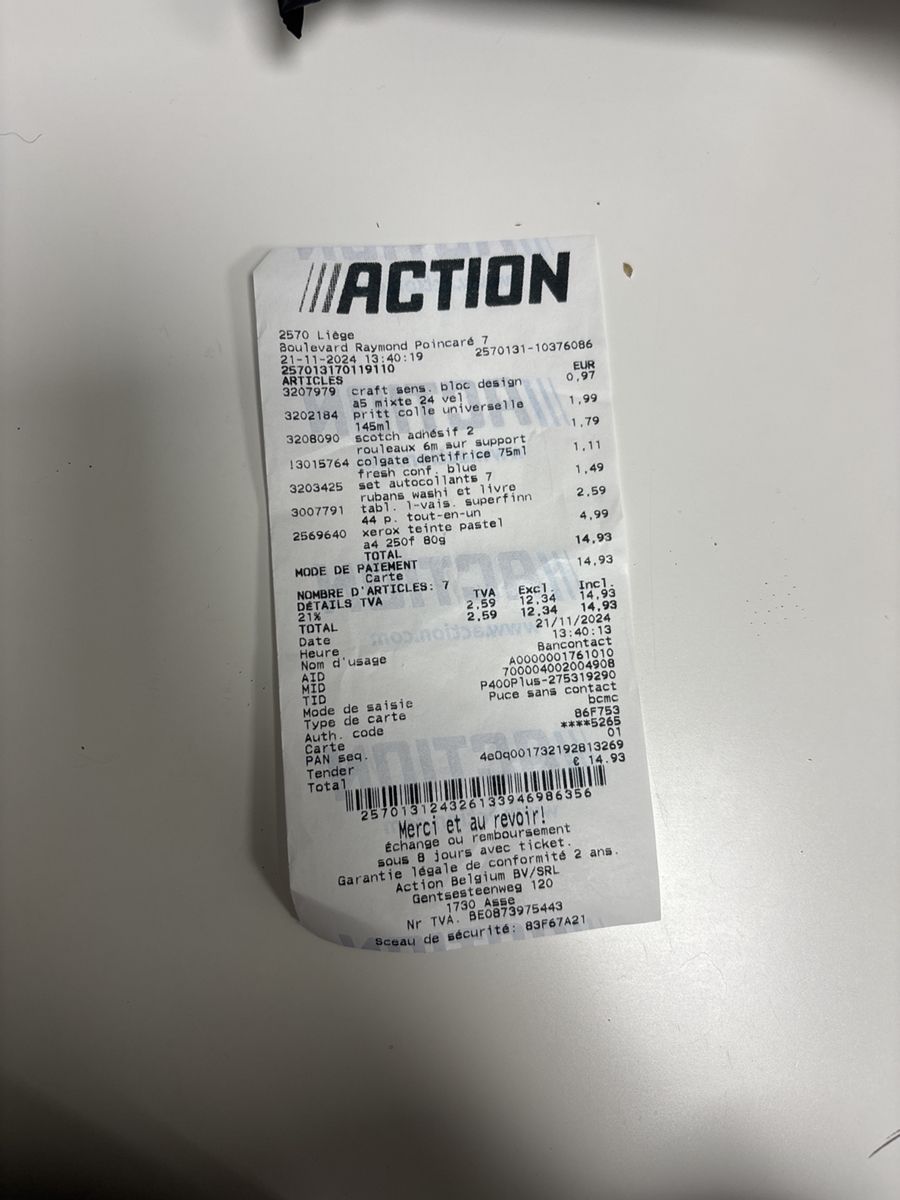 ACTION
2570 Liège
Boulevard Raymond Poincaré 7
21-11-2024 13:40:19 2570131-10376086
257013170119110
ARTICLES EUR
3207979 craft sens. bloc design 0,97
a5 mixte 24 vel
3202184 pritt colle universelle 1,99
145ml
3208090 scotch adhésif 2 1,79
rouleaux 6m sur support
13015764 colgate dentifrice 75ml 1,11
fresh conf. blue
3203425 set autocollants 7 1,49
rubans washi et livre
3007791 tabl. l-vais. superfinn 2,59
44 p. tout-en-un
2569640 xerox teinte pastel 4,99
a4 250f 80g
TOTAL 14,93
MODE DE PAIEMENT
Carte 14,93
NOMBRE D'ARTICLES: 7
DÉTAILS TVA TVA Excl. Incl.
21% 2,59 12,34 14,93
TOTAL 2,59 12,34 14,93
Date 21/11/2024
Heure 13:40:13
Nom d'usage Bancontact
AID A0000001761010
MID 700004002004908
TID P400Plus-275319290
Mode de saisie Puce sans contact
Type de carte bcmc
Auth. code B6F753
Carte ****5265
PAN seq. 01
Tender 4e0q001732192813269
Total € 14.93
2570131243261339469863 56
Merci et au revoir!
Échange ou remboursement
sous 8 jours avec ticket.
Garantie légale de conformité 2 ans.
Action Belgium BV/SRL
Gentsesteenweg 120
1730 Asse
Nr TVA. BE0873975443
Sceau de sécurité: B3F67A21